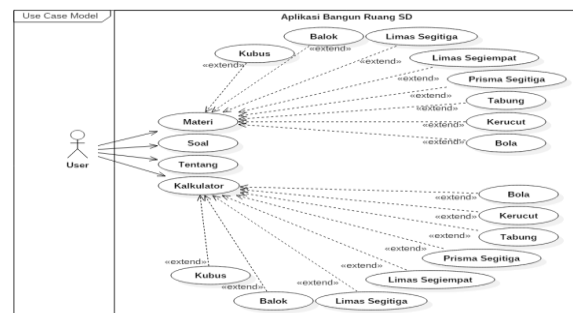 Use Case Model
Aplikasi Bangun Ruang SD
Balok
Limas Segitiga
Kubus
«extend»
«extend»
«extend»
Limas Segiempat
«extend»
Prisma Segitiga
«extend»
Tabung
«extend»
Materi
Kerucut
«extend»
Soal
Bola
«extend»
User
Tentang
Kalkulator
Bola
«extend»
Kerucut
«extend»
Tabung
«extend»
Prisma Segitiga
«extend»
Kubus
«extend»
Limas Segiempat
«extend»
«extend»
«extend»
Balok
Limas Segitiga